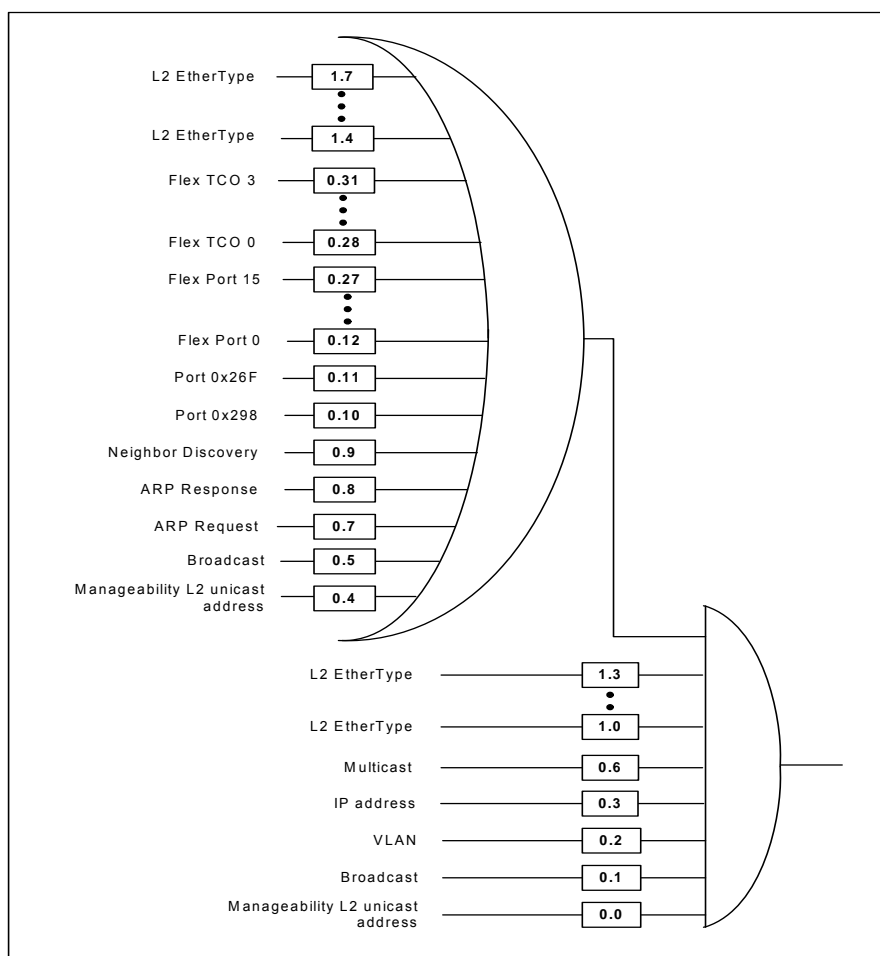 L2 EtherType 1.7
L2 EtherType 1.4
Flex TCO 3 0.31
Flex TCO 0 0.28
Flex Port 15 0.27
Flex Port 0 0.12
Port 0x26F 0.11
Port 0x298 0.10
Neighbor Discovery 0.9
ARP Response 0.8
ARP Request 0.7
Broadcast 0.5
Manageability L2 unicast
address 0.4
L2 EtherType 1.3
L2 EtherType 1.0
Multicast 0.6
IP address 0.3
VLAN 0.2
Broadcast 0.1
Manageability L2 unicast
address 0.0